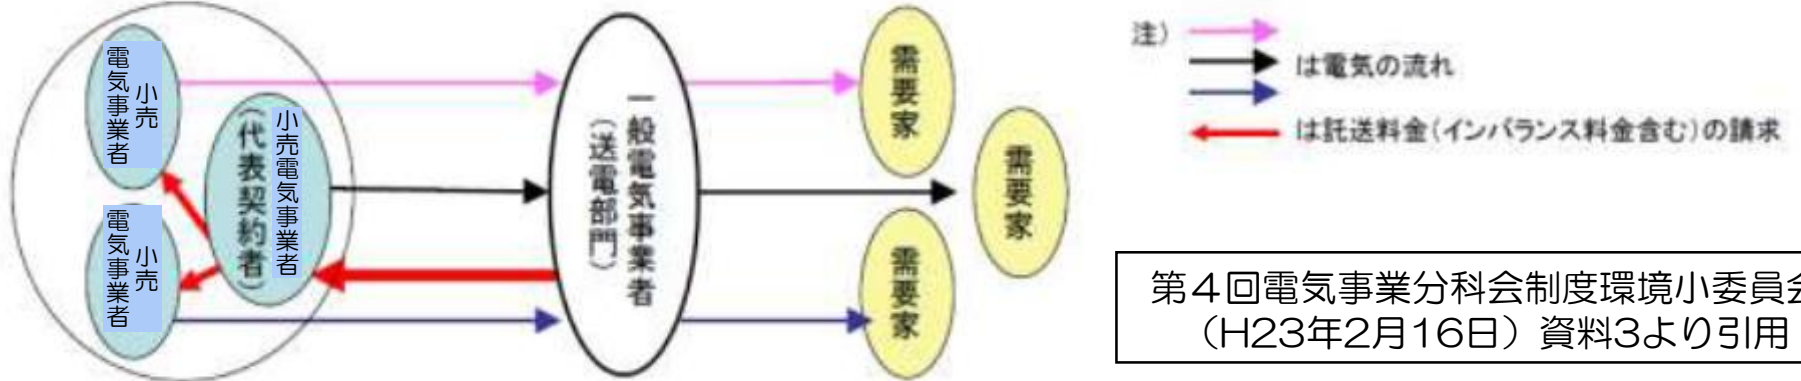 小売
電気事業者
小売電気事業者
(代表契約者)
小売
電気事業者
一般電気事業者
(送電部門)
需要家
需要家
需要家
注)
は電気の流れ
は託送料金(インバランス料金含む)の請求
第4回電気事業分科会制度環境小委員会
(H23年2月16日)資料3より引用